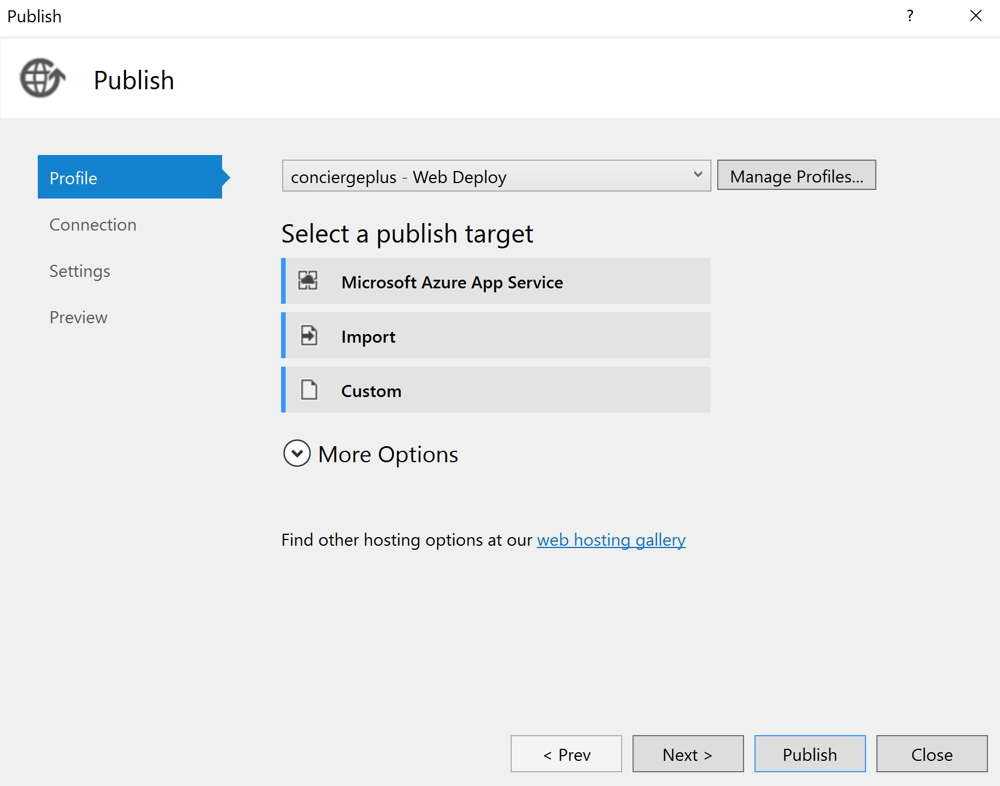 Publish
?
Publish
Profile
conciergeplus - Web Deploy
Manage Profiles...
Connection
Settings
Preview
Select a publish target
Microsoft Azure App Service
Import
Custom
More Options
Find other hosting options at our web hosting gallery
< Prev
Next >
Publish
Close